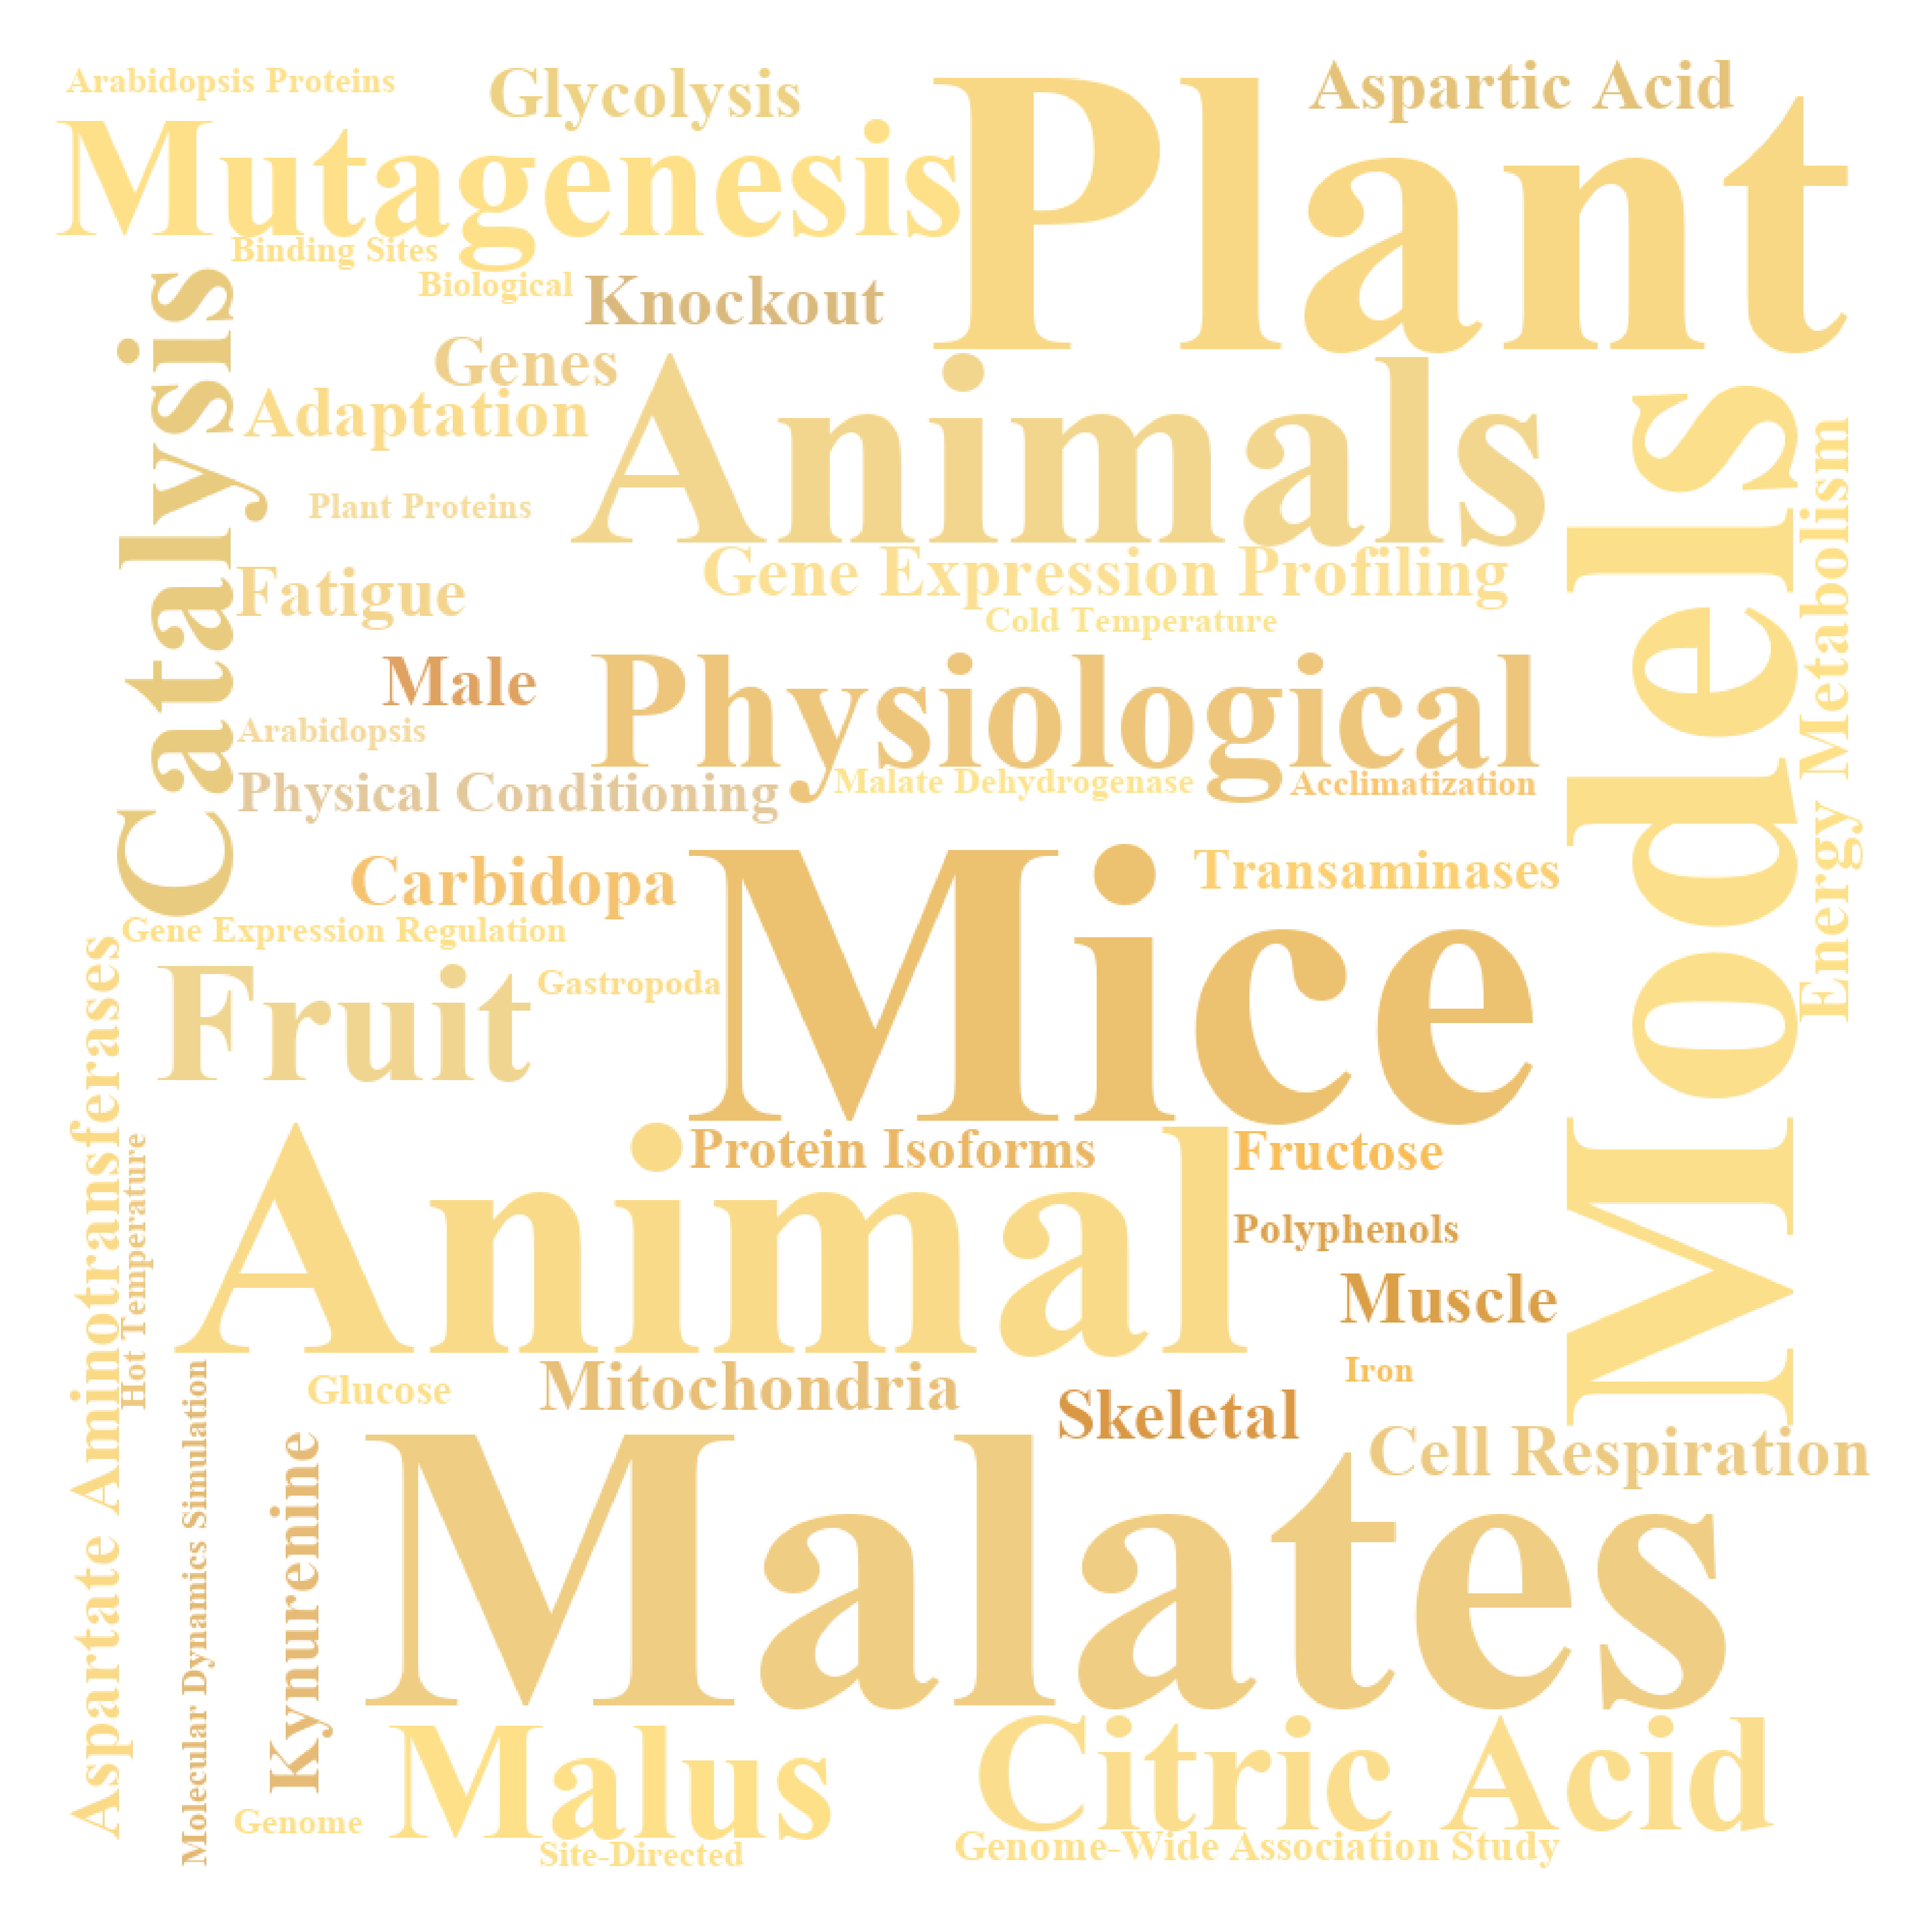 Arabidopsis Proteins
Glycolysis
Aspartic Acid
Plant
Mutagenesis
Binding Sites
Biological
Knockout
Genes
Adaptation
Animals
Catalysis
Models
Energy Metabolism
Plant Proteins
Fatigue
Gene Expression Profiling
Cold Temperature
Male
Physiological
Arabidopsis
Physical Conditioning
Malate Dehydrogenase
Acclimatization
Carbidopa
Mice
Transaminases
Gene Expression Regulation
Fruit
Gastropoda
Aspartate Aminotransferases
Hot Temperature
Animal
Protein Isoforms
Fructose
Polyphenols
Muscle
Glucose
Mitochondria
Skeletal
Iron
Cell Respiration
Molecular Dynamics Simulation
Kynurenine
Malates
Malus
Citric Acid
Genome
Site-Directed
Genome-Wide Association Study